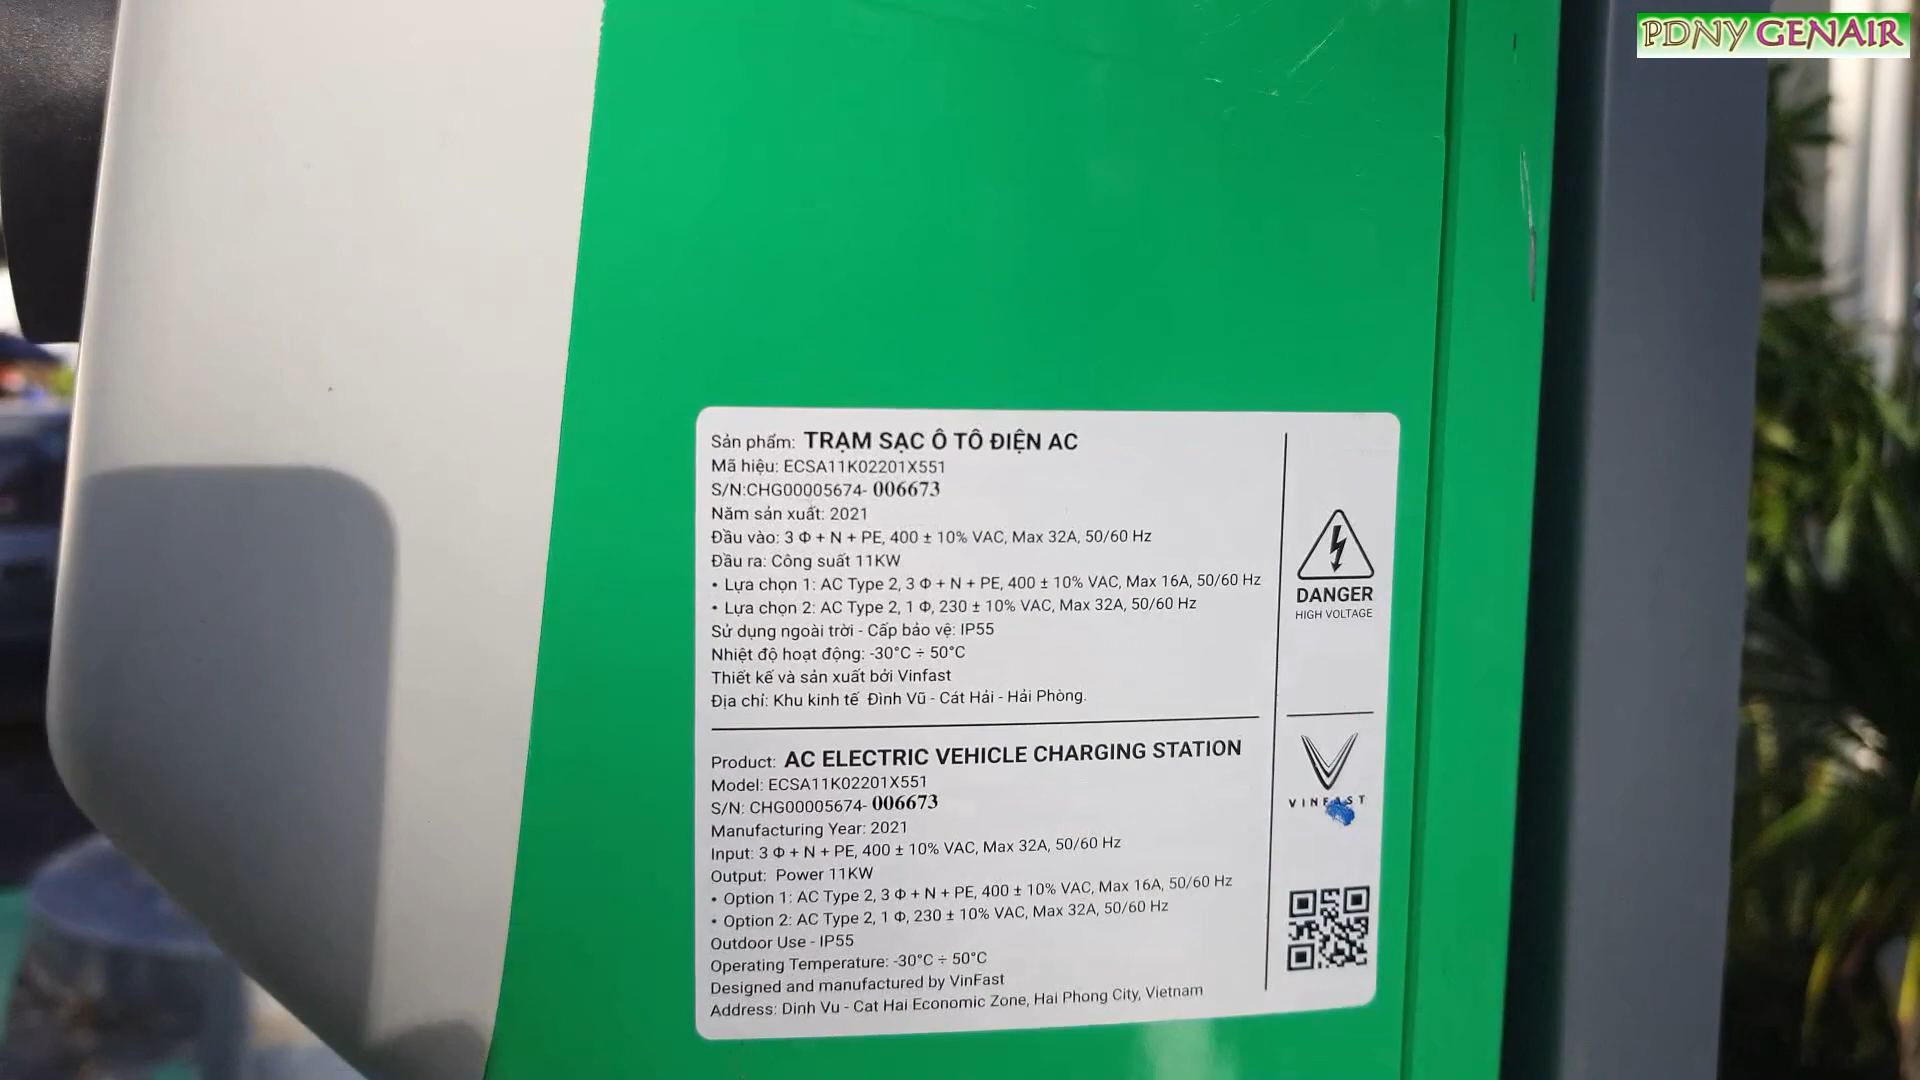 PDNY GENAIR
Sản phẩm: TRẠM SẠC Ô TÔ ĐIỆN AC
Mã hiệu: ECSA11K02201X551
S/N:CHG00005674- 006673
Năm sản xuất: 2021
Đầu vào: 3 Φ + N + PE, 400 ± 10% VAC, Max 32A, 50/60 Hz
Đầu ra: Công suất 11KW
• Lựa chọn 1: AC Type 2, 3 Φ + N + PE, 400 ± 10% VAC, Max 16A, 50/60 Hz
• Lựa chọn 2: AC Type 2, 1 Φ, 230 ± 10% VAC, Max 32A, 50/60 Hz
Sử dụng ngoài trời - Cấp bảo vệ: IP55
Nhiệt độ hoạt động: -30°C ÷ 50°C
Thiết kế và sản xuất bởi Vinfast
Địa chỉ: Khu kinh tế Đình Vũ - Cát Hải - Hải Phòng.
DANGER
HIGH VOLTAGE
Product: AC ELECTRIC VEHICLE CHARGING STATION
Model: ECSA11K02201X551
S/N: CHG00005674- 006673
Manufacturing Year: 2021
Input: 3 Φ + N + PE, 400 ± 10% VAC, Max 32A, 50/60 Hz
Output: Power 11KW
• Option 1: AC Type 2, 3 Φ + N + PE, 400 ± 10% VAC, Max 16A, 50/60 Hz
• Option 2: AC Type 2, 1 Φ, 230 ± 10% VAC, Max 32A, 50/60 Hz
Outdoor Use - IP55
Operating Temperature: -30°C ÷ 50°C
Designed and manufactured by VinFast
Address: Dinh Vu - Cat Hai Economic Zone, Hai Phong City, Vietnam
VINFAST